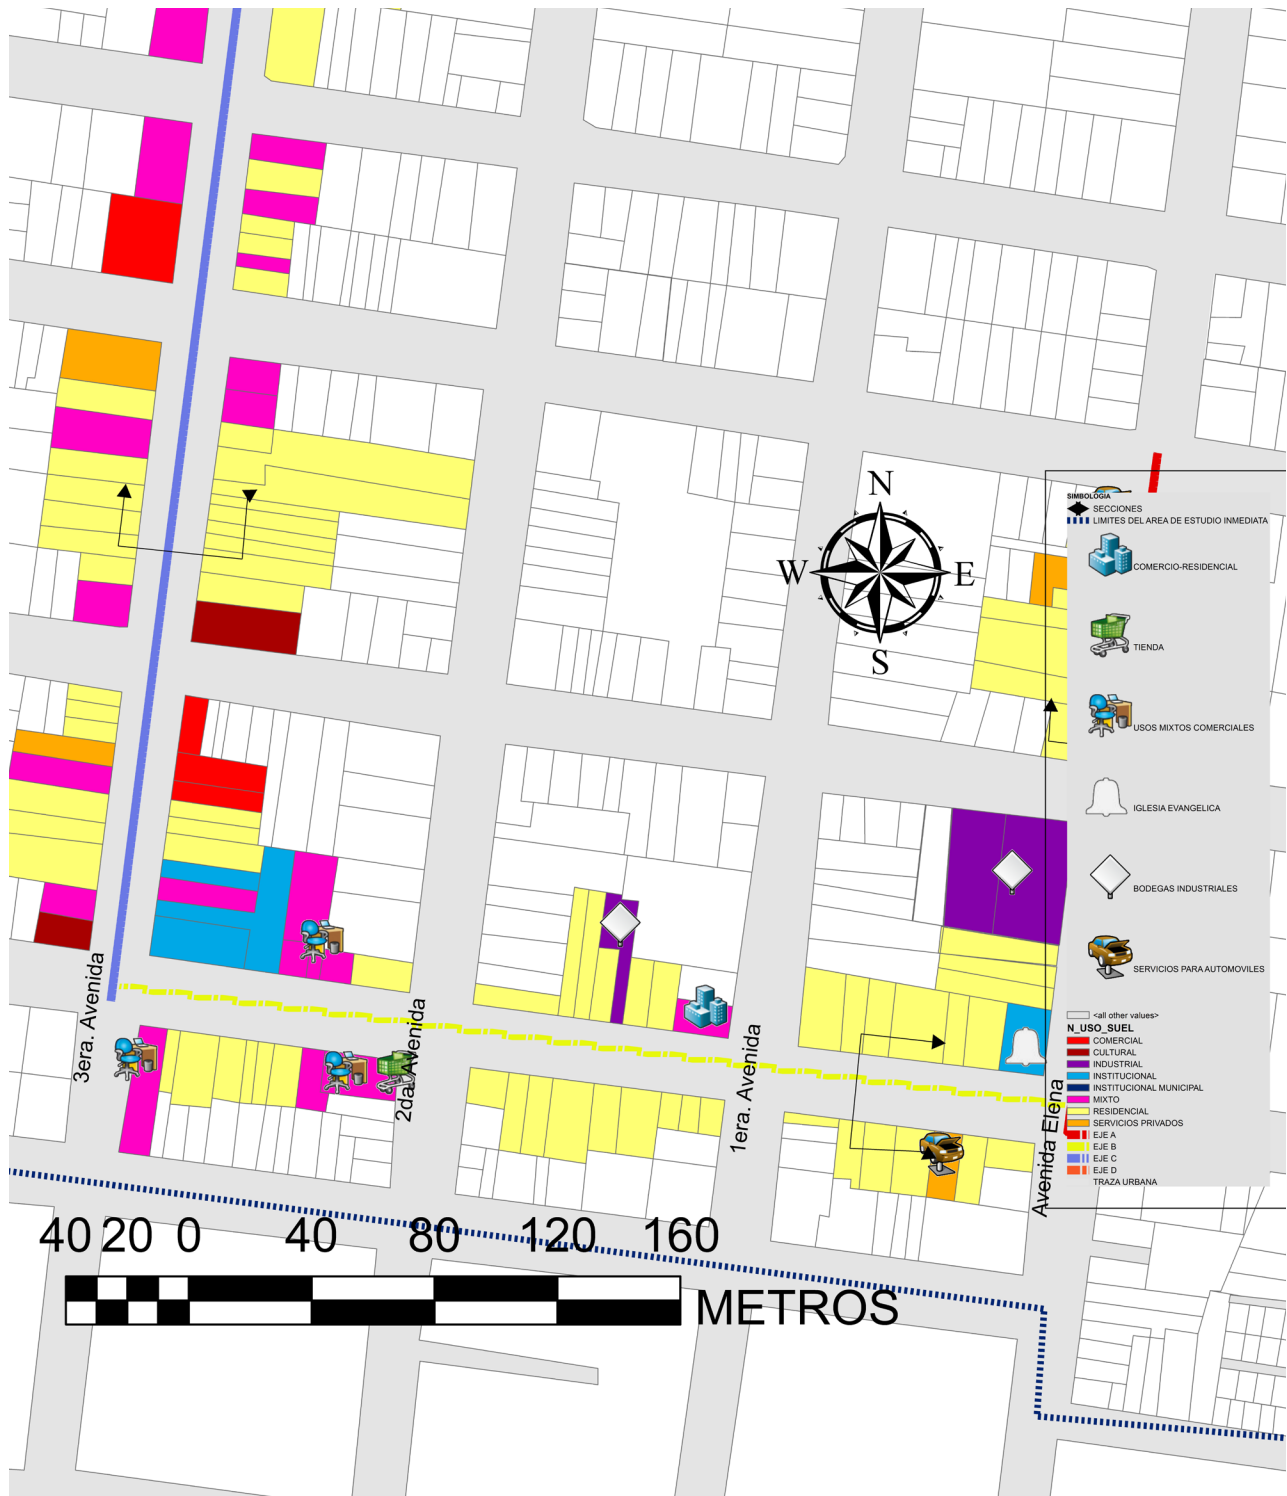 N
W
E
S
SIMBOLOGIA
SECCIONES
LIMITES DEL AREA DE ESTUDIO INMEDIATA
COMERCIO-RESIDENCIAL
TIENDA
USOS MIXTOS COMERCIALES
IGLESIA EVANGELICA
BODEGAS INDUSTRIALES
SERVICIOS PARA AUTOMOVILES
<all other values>
N_USO_SUEL
COMERCIAL
CULTURAL
INDUSTRIAL
INSTITUCIONAL
INSTITUCIONAL MUNICIPAL
MIXTO
RESIDENCIAL
SERVICIOS PRIVADOS
EJE A
EJE B
EJE C
EJE D
TRAZA URBANA
3era. Avenida
2da. Avenida
1era. Avenida
Avenida Elena
40 20 0 40 80 120 160
METROS